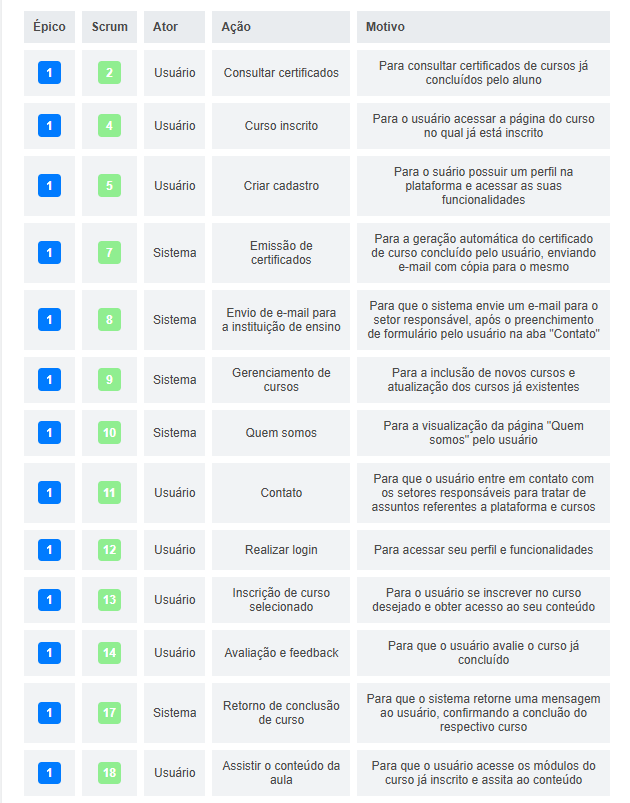 Épico Scrum Ator Ação Motivo
1 2 Usuário Consultar certificados Para consultar certificados de cursos já
concluídos pelo aluno
1 4 Usuário Curso inscrito Para o usuário acessar a página do curso
no qual já está inscrito
1 5 Usuário Criar cadastro Para o suário possuir um perfil na
plataforma e acessar as suas
funcionalidades
1 7 Sistema Emissão de
certificados
Para a geração automática do certificado
de curso concluído pelo usuário, enviando
e-mail com cópia para o mesmo
1 8 Sistema Envio de e-mail para
a instituição de ensino
Para que o sistema envie um e-mail para o
setor responsável, após o preenchimento
de formulário pelo usuário na aba "Contato"
1 9 Sistema Gerenciamento de
cursos
Para a inclusão de novos cursos e
atualização dos cursos já existentes
1 10 Sistema Quem somos Para a visualização da página "Quem
somos" pelo usuário
1 11 Usuário Contato Para que o usuário entre em contato com
os setores responsáveis para tratar de
assuntos referentes a plataforma e cursos
1 12 Usuário Realizar login Para acessar seu perfil e funcionalidades
1 13 Usuário Inscrição de curso
selecionado
Para o usuário se inscrever no curso
desejado e obter acesso ao seu conteúdo
1 14 Usuário Avaliação e feedback Para que o usuário avalie o curso já
concluído
1 17 Sistema Retorno de conclusão
de curso
Para que o sistema retorne uma mensagem
ao usuário, confirmando a concluão do
respectivo curso
1 18 Usuário Assistir o conteúdo da
aula
Para que o usuário acesse os módulos do
curso já inscrito e assita ao conteúdo